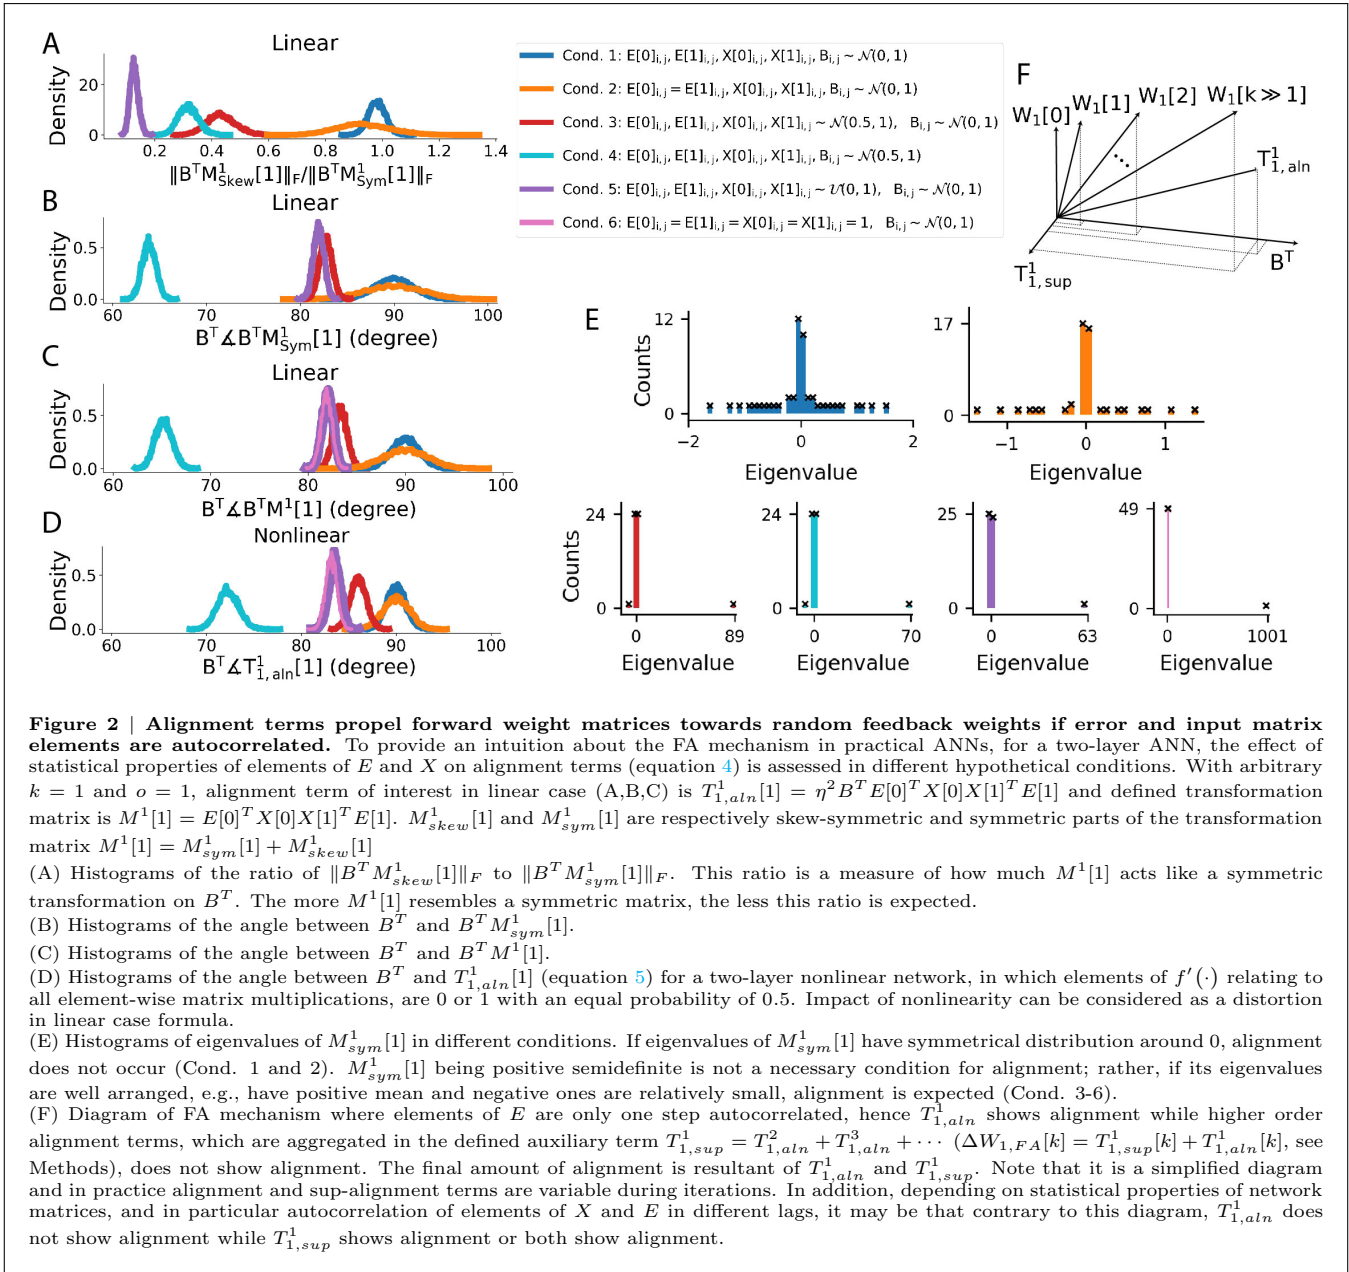 A
Linear
Density
20
0
0.2 0.4 0.6 0.8 1.0 1.2 1.4
‖BᵀM¹Skew[1]‖F/‖BᵀM¹Sym[1]‖F
B
Linear
Density
0.5
0.0
60 70 80 90 100
Bᵀ∡BᵀM¹Sym[1] (degree)
C
Linear
Density
0.5
0.0
60 70 80 90 100
Bᵀ∡BᵀM¹[1] (degree)
D
Nonlinear
Density
0.5
0.0
70 80 90 100
Bᵀ∡T¹1,aln[1] (degree)
Cond. 1: E[0]i,j, E[1]i,j, X[0]i,j, X[1]i,j, Bi,j ~ 𝒩(0, 1)
Cond. 2: E[0]i,j = E[1]i,j, X[0]i,j, X[1]i,j, Bi,j ~ 𝒩(0, 1)
Cond. 3: E[0]i,j, E[1]i,j, X[0]i,j, X[1]i,j ~ 𝒩(0.5, 1), Bi,j ~ 𝒩(0, 1)
Cond. 4: E[0]i,j, E[1]i,j, X[0]i,j, X[1]i,j, Bi,j ~ 𝒩(0.5, 1)
Cond. 5: E[0]i,j, E[1]i,j, X[0]i,j, X[1]i,j ~ 𝒰(0, 1), Bi,j ~ 𝒩(0, 1)
Cond. 6: E[0]i,j = E[1]i,j = X[0]i,j = X[1]i,j = 1, Bi,j ~ 𝒩(0, 1)
F
W₁[0] W₁[1] W₁[2] W₁[k ≫ 1]
T¹1,aln
Bᵀ
T¹1,sup
E
Counts
12
0
−2 0 2
Eigenvalue
17
0
−1 0 1
Eigenvalue
Counts
24
0
0 89
Eigenvalue
24
0
0 70
Eigenvalue
25
0
0 63
Eigenvalue
49
0
0 1001
Eigenvalue
Figure 2 | Alignment terms propel forward weight matrices towards random feedback weights if error and input matrix
elements are autocorrelated. To provide an intuition about the FA mechanism in practical ANNs, for a two-layer ANN, the effect of
statistical properties of elements of E and X on alignment terms (equation 4) is assessed in different hypothetical conditions. With arbitrary
k = 1 and o = 1, alignment term of interest in linear case (A,B,C) is T¹1,aln[1] = η²BᵀE[0]ᵀX[0]X[1]ᵀE[1] and defined transformation
matrix is M¹[1] = E[0]ᵀX[0]X[1]ᵀE[1]. M¹skew[1] and M¹sym[1] are respectively skew-symmetric and symmetric parts of the transformation
matrix M¹[1] = M¹sym[1] + M¹skew[1]
(A) Histograms of the ratio of ‖BᵀM¹skew[1]‖F to ‖BᵀM¹sym[1]‖F. This ratio is a measure of how much M¹[1] acts like a symmetric
transformation on Bᵀ. The more M¹[1] resembles a symmetric matrix, the less this ratio is expected.
(B) Histograms of the angle between Bᵀ and BᵀM¹sym[1].
(C) Histograms of the angle between Bᵀ and BᵀM¹[1].
(D) Histograms of the angle between Bᵀ and T¹1,aln[1] (equation 5) for a two-layer nonlinear network, in which elements of f′(·) relating to
all element-wise matrix multiplications, are 0 or 1 with an equal probability of 0.5. Impact of nonlinearity can be considered as a distortion
in linear case formula.
(E) Histograms of eigenvalues of M¹sym[1] in different conditions. If eigenvalues of M¹sym[1] have symmetrical distribution around 0, alignment
does not occur (Cond. 1 and 2). M¹sym[1] being positive semidefinite is not a necessary condition for alignment; rather, if its eigenvalues
are well arranged, e.g., have positive mean and negative ones are relatively small, alignment is expected (Cond. 3-6).
(F) Diagram of FA mechanism where elements of E are only one step autocorrelated, hence T¹1,aln shows alignment while higher order
alignment terms, which are aggregated in the defined auxiliary term T¹1,sup = T²1,aln + T³1,aln + ··· (ΔW1,FA[k] = T¹1,sup[k] + T¹1,aln[k], see
Methods), does not show alignment. The final amount of alignment is resultant of T¹1,aln and T¹1,sup. Note that it is a simplified diagram
and in practice alignment and sup-alignment terms are variable during iterations. In addition, depending on statistical properties of network
matrices, and in particular autocorrelation of elements of X and E in different lags, it may be that contrary to this diagram, T¹1,aln does
not show alignment while T¹1,sup shows alignment or both show alignment.